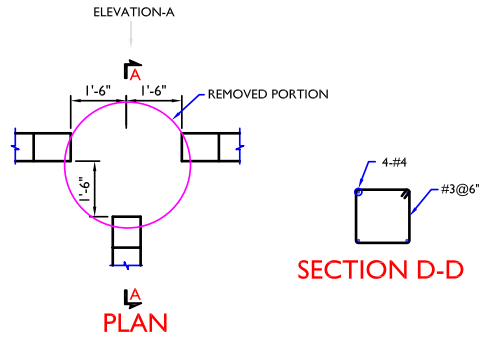 ELEVATION-A
A
1'-6" 1'-6"
REMOVED PORTION
1'-6"
4-#4
#3@6"
SECTION D-D
A
PLAN